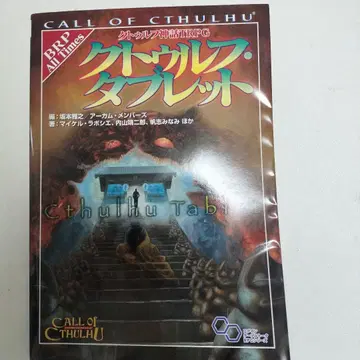 CALL OF CTHULHU
BRP
All Times
クトゥルフ神話TRPG
クトゥルフ・
タブレット
編：坂本雅之 アーカム・メンバーズ
著：マイケル・ラボシエ、内山靖二郎、帆志みなみ ほか
Cthulhu Tabl
CALL OF
CTHULHU